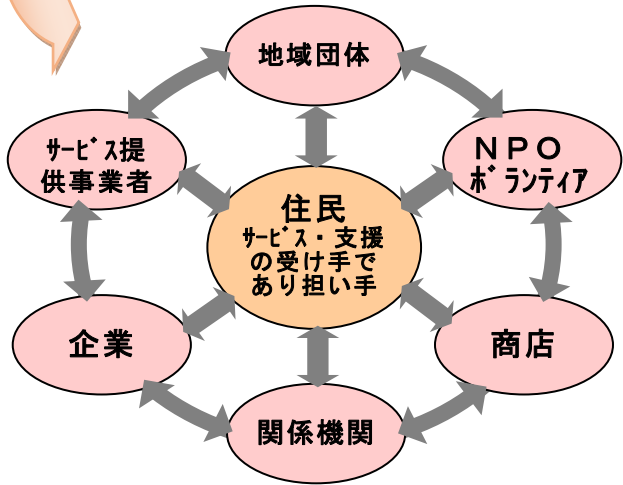 地域団体
サービス提
供事業者
ＮＰＯ
ボランティア
住民
サービス・支援
の受け手で
あり担い手
企業
商店
関係機関